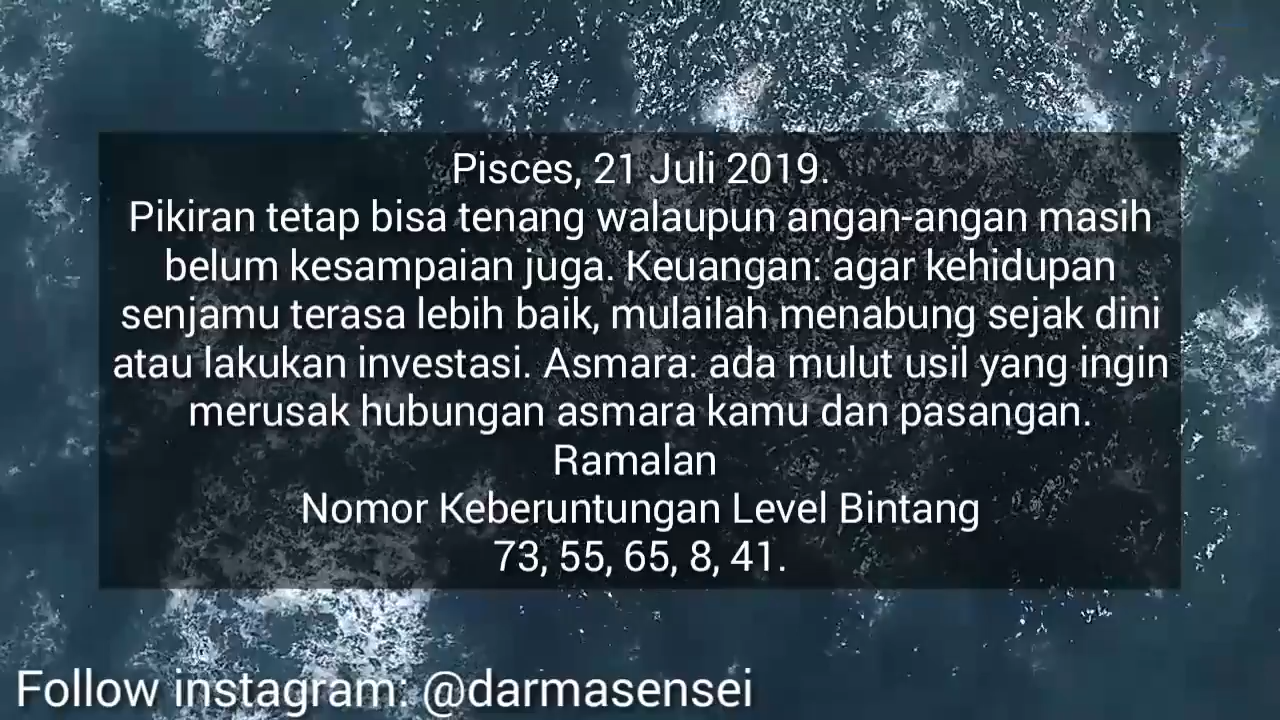 Pisces, 21 Juli 2019.
Pikiran tetap bisa tenang walaupun angan-angan masih
belum kesampaian juga. Keuangan: agar kehidupan
senjamu terasa lebih baik, mulailah menabung sejak dini
atau lakukan investasi. Asmara: ada mulut usil yang ingin
merusak hubungan asmara kamu dan pasangan.
Ramalan
Nomor Keberuntungan Level Bintang
73, 55, 65, 8, 41.
Follow instagram: @darmasensei